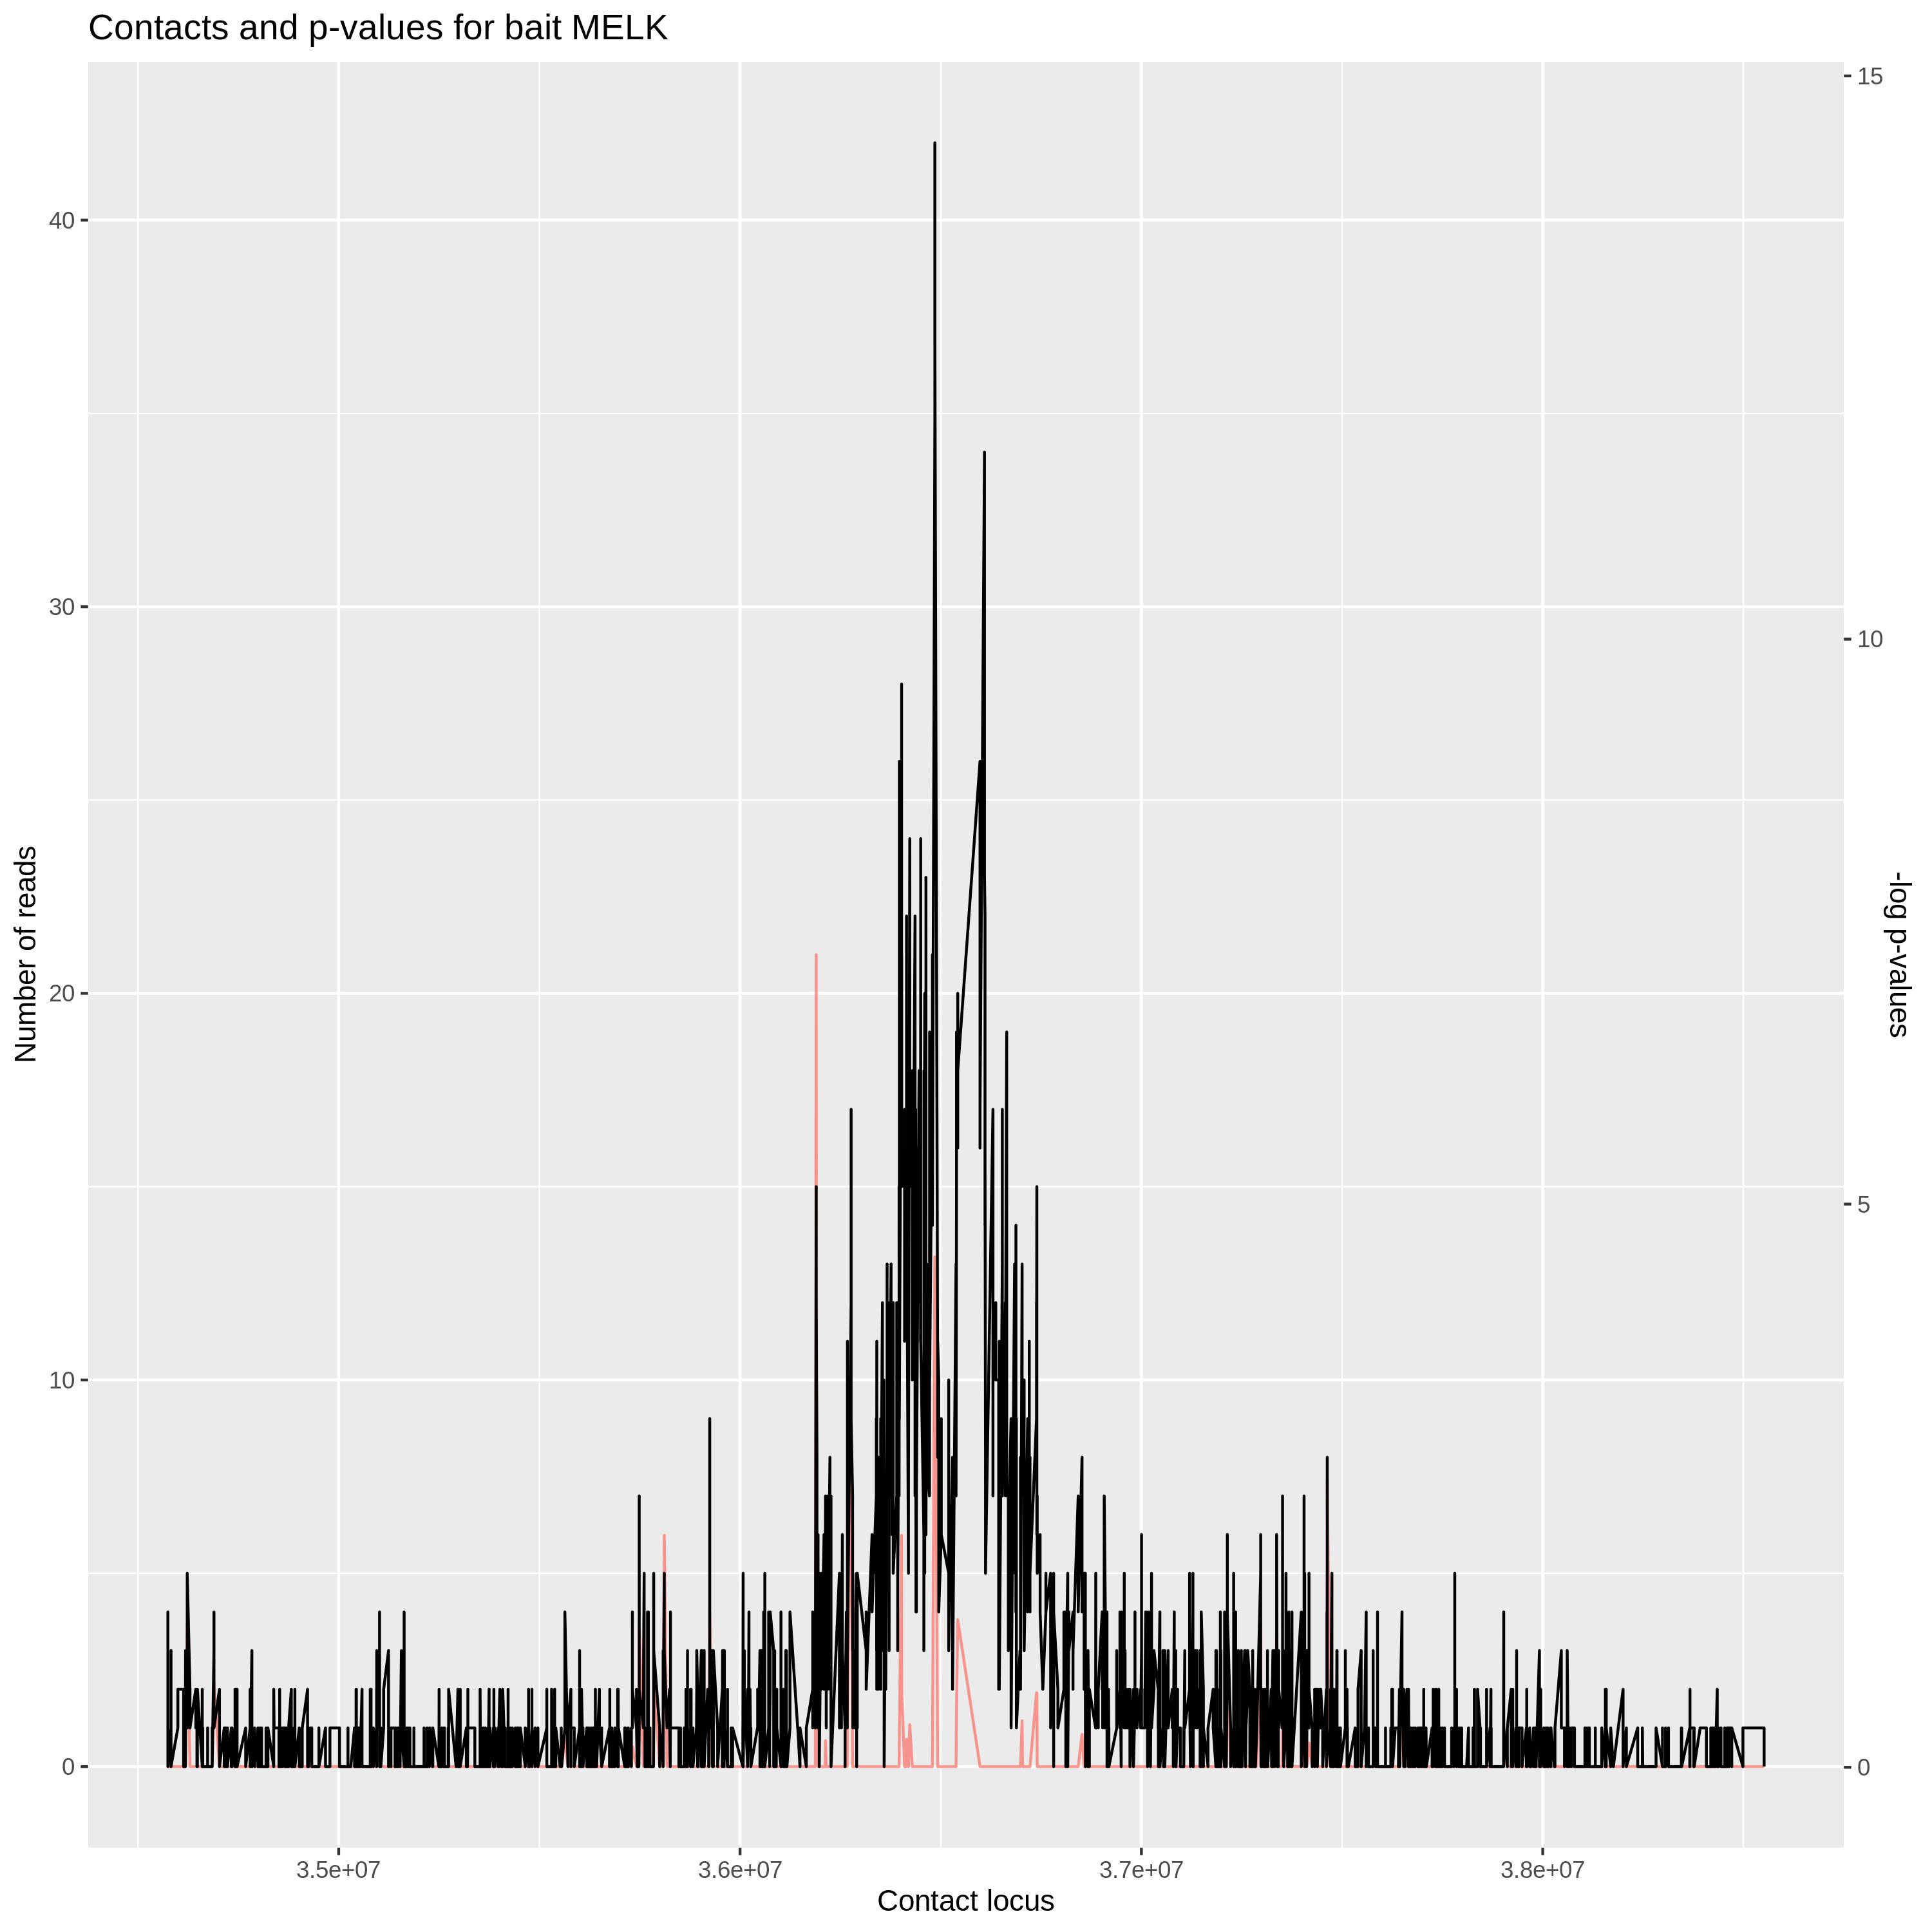 Contacts and p-values for bait MELK
15
40
10
30
Number of reads
-log p-values
20
5
10
0
0
3.5e+07
3.6e+07
3.7e+07
3.8e+07
Contact locus